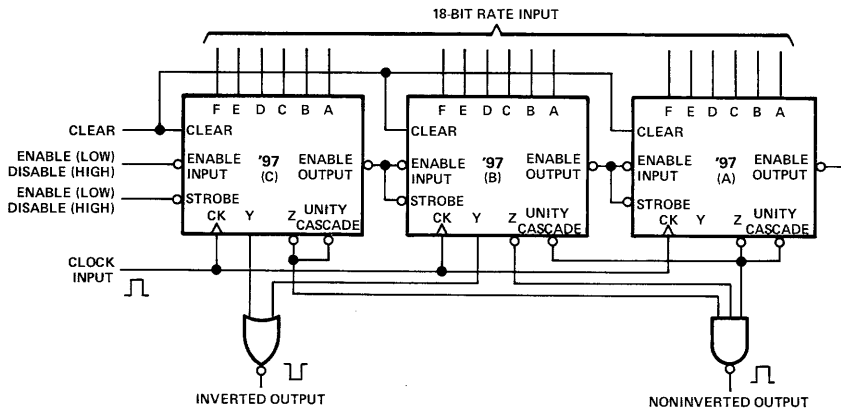 18-BIT RATE INPUT
F E D C B A
F E D C B A
F E D C B A
CLEAR
CLEAR
CLEAR
CLEAR
ENABLE (LOW)
DISABLE (HIGH)
ENABLE INPUT
'97 (C)
ENABLE OUTPUT
ENABLE INPUT
'97 (B)
ENABLE OUTPUT
ENABLE INPUT
'97 (A)
ENABLE OUTPUT
ENABLE (LOW)
DISABLE (HIGH)
STROBE
STROBE
STROBE
CK Y Z UNITY CASCADE
CK Y Z UNITY CASCADE
CK Y Z UNITY CASCADE
CLOCK
INPUT
INVERTED OUTPUT
NONINVERTED OUTPUT